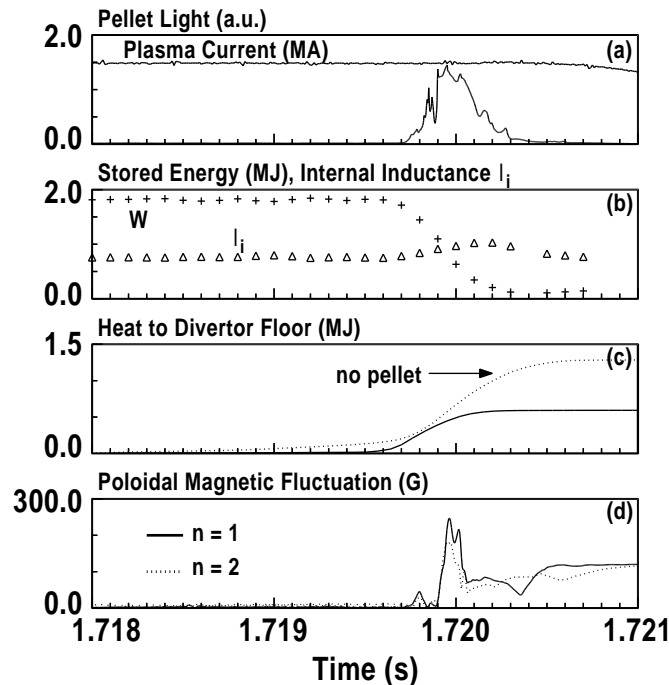 Pellet Light (a.u.)
2.0
Plasma Current (MA)
(a)
0.0
Stored Energy (MJ), Internal Inductance li
2.0
(b)
W
li
0.0
Heat to Divertor Floor (MJ)
1.5
(c)
no pellet
0.0
Poloidal Magnetic Fluctuation (G)
300.0
(d)
n = 1
n = 2
0.0
1.718 1.719 1.720 1.721
Time (s)